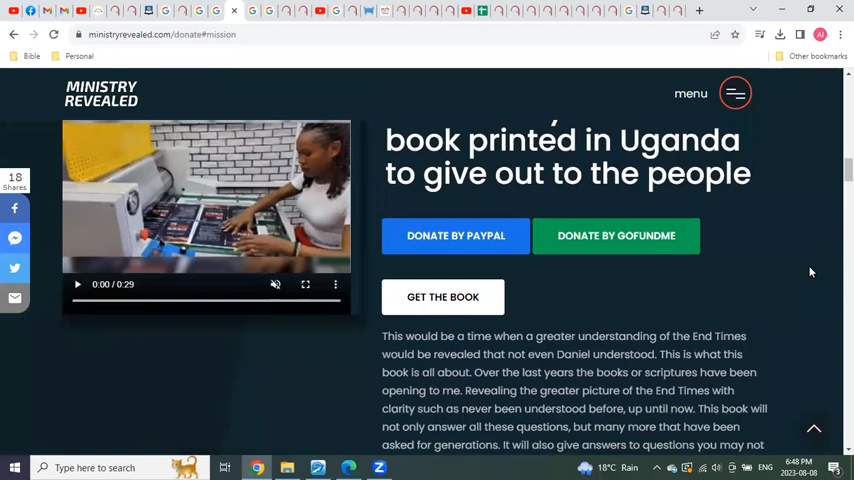 ministryrevealed.com/donate#mission
Bible
Personal
Other bookmarks
MINISTRY
REVEALED
menu
18
Shares
book printed in Uganda
to give out to the people
DONATE BY PAYPAL
DONATE BY GOFUNDME
0:00 / 0:29
GET THE BOOK
This would be a time when a greater understanding of the End Times
would be revealed that not even Daniel understood. This is what this
book is all about. Over the last years the books or scriptures have been
opening to me. Revealing the greater picture of the End Times with
clarity such as never been understood before, up until now. This book will
not only answer all these questions, but many more that have been
asked for generations. It will also give answers to questions you may not
Type here to search
18°C Rain
ENG
6:48 PM
2023-08-08